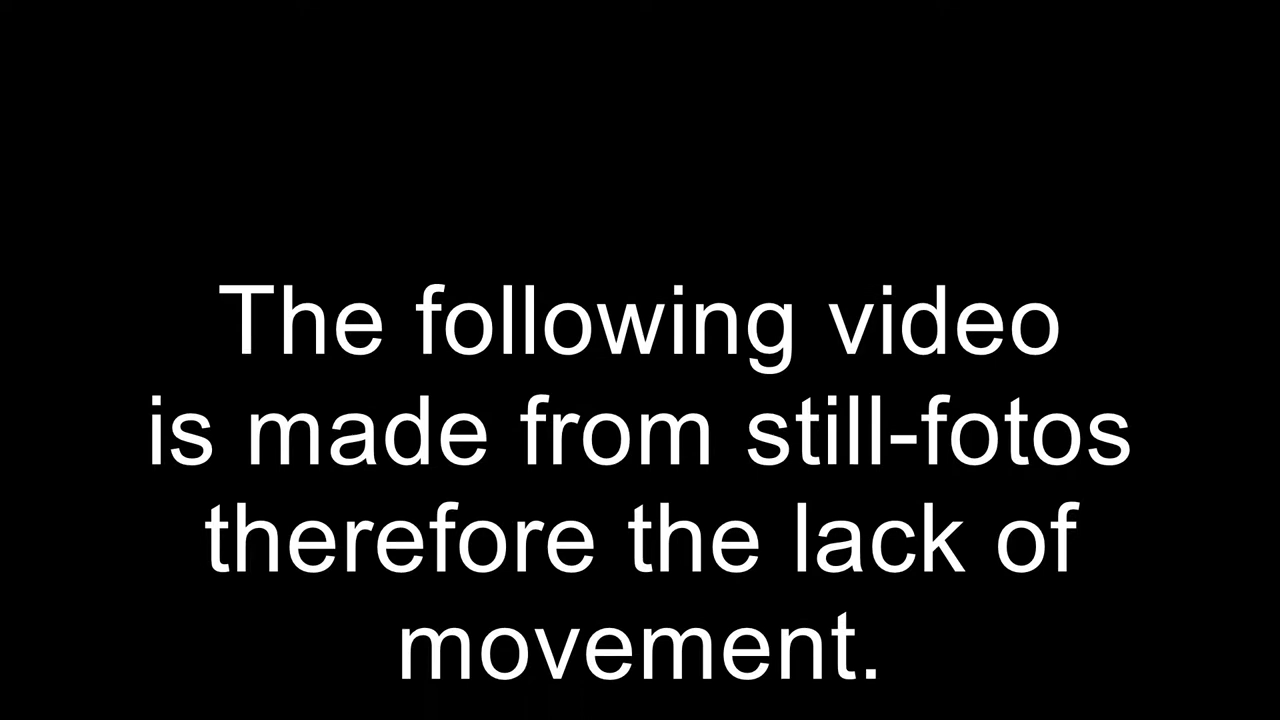 The following video
is made from still-fotos
therefore the lack of
movement.